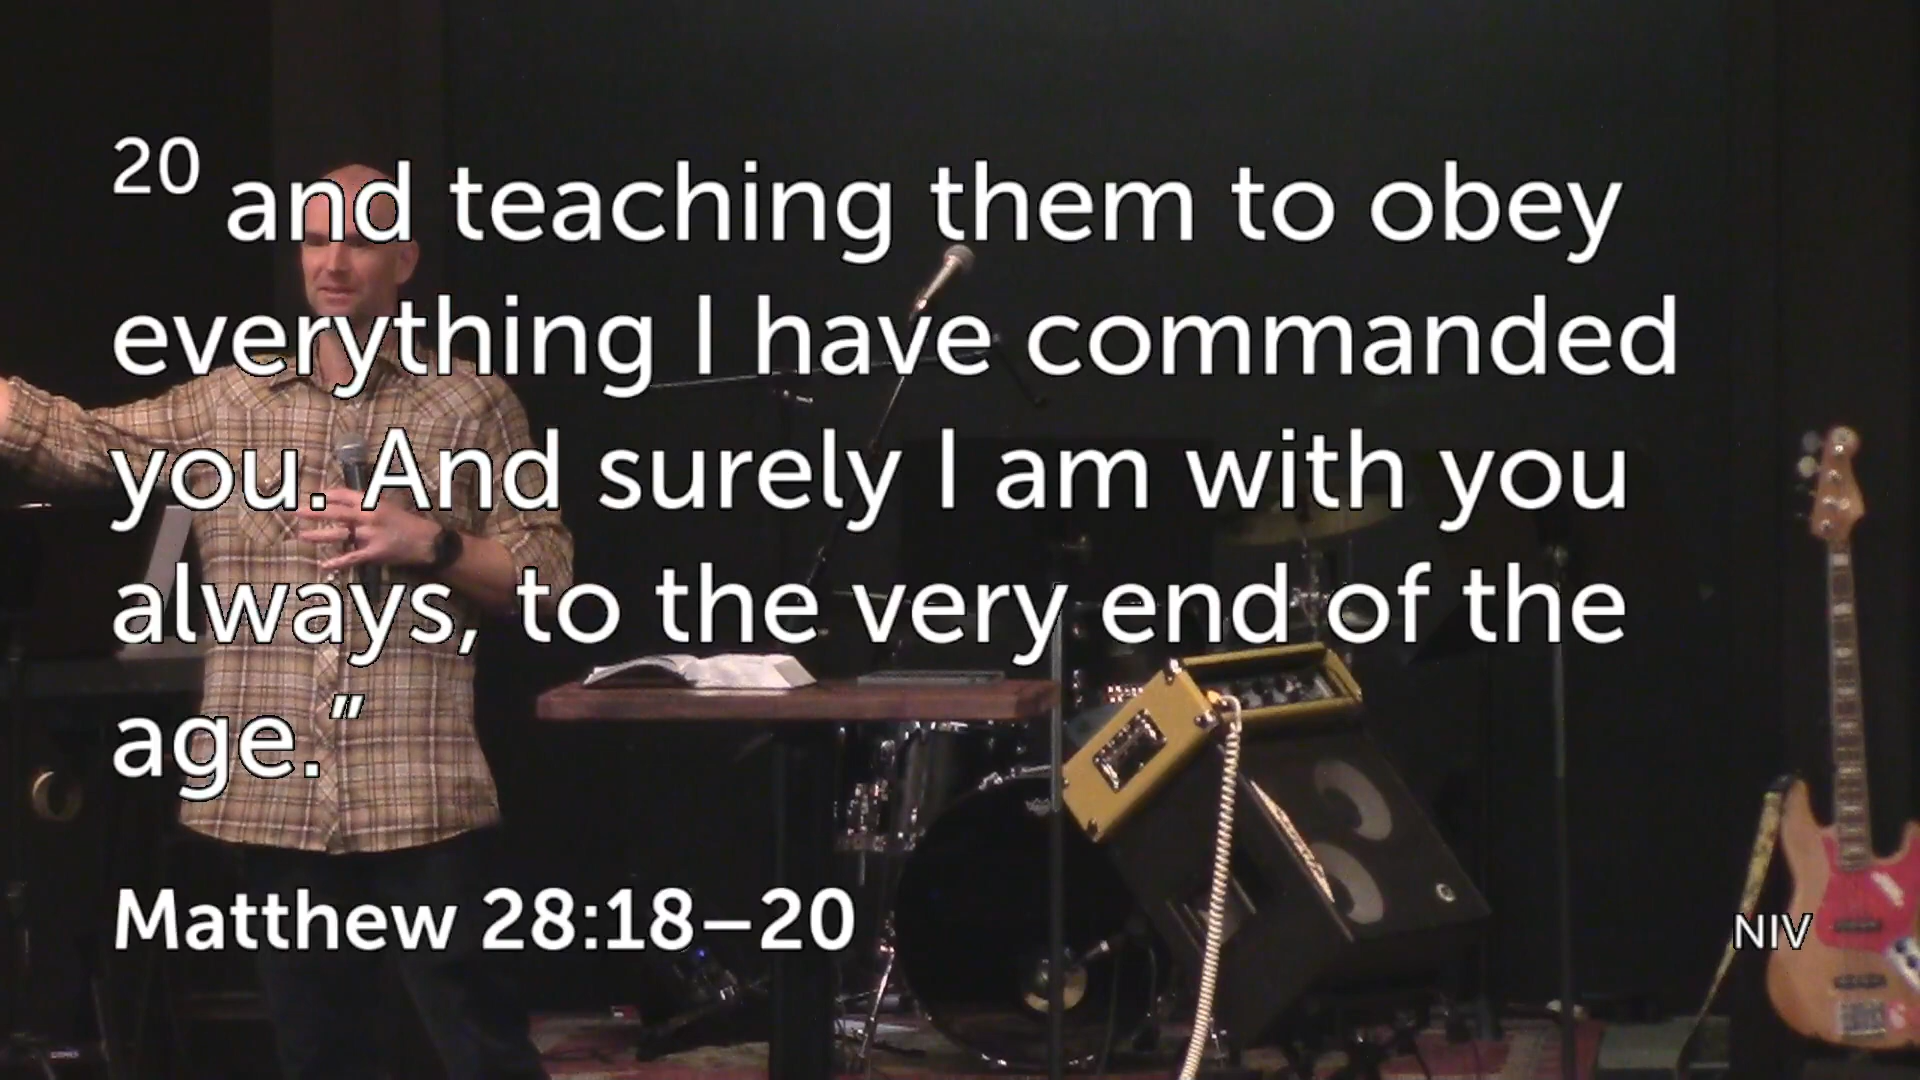 20 and teaching them to obey
everything I have commanded
you. And surely I am with you
always, to the very end of the
age.”
Matthew 28:18–20
NIV